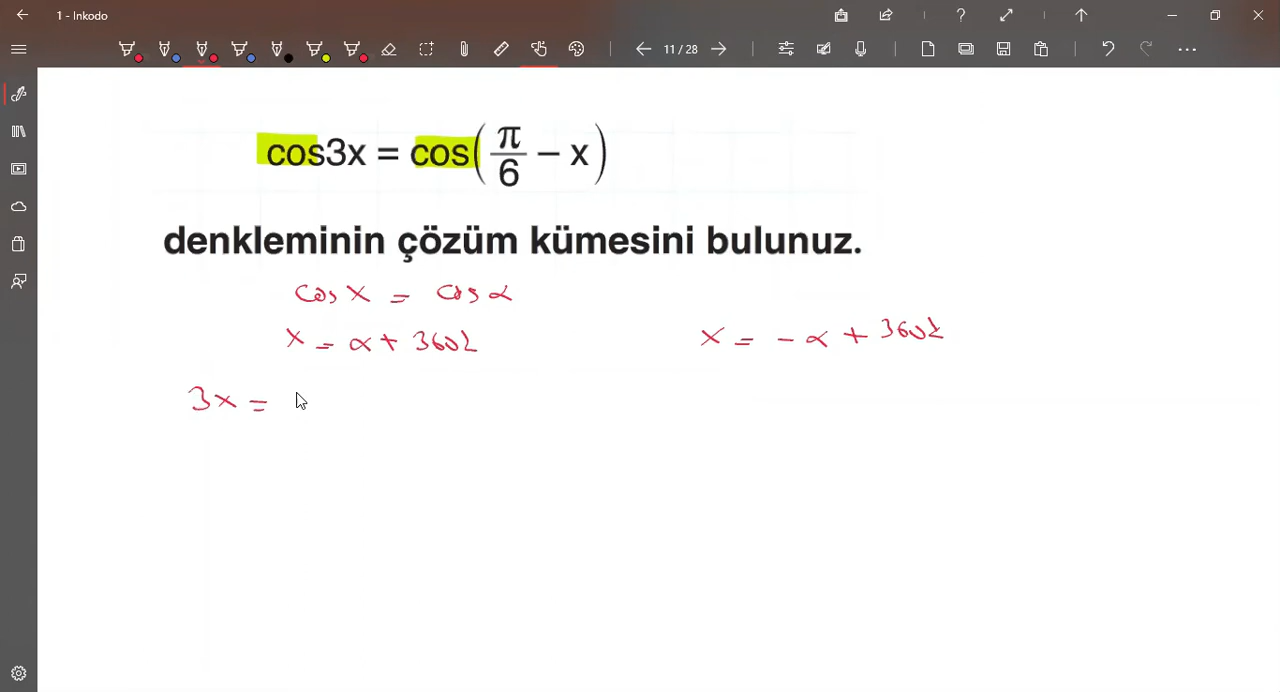 1 - Inkodo
11 / 28
cos3x = cos(π/6 − x)
denkleminin çözüm kümesini bulunuz.
cos x = cos α
x = α + 360k x = - α + 360k
3x =